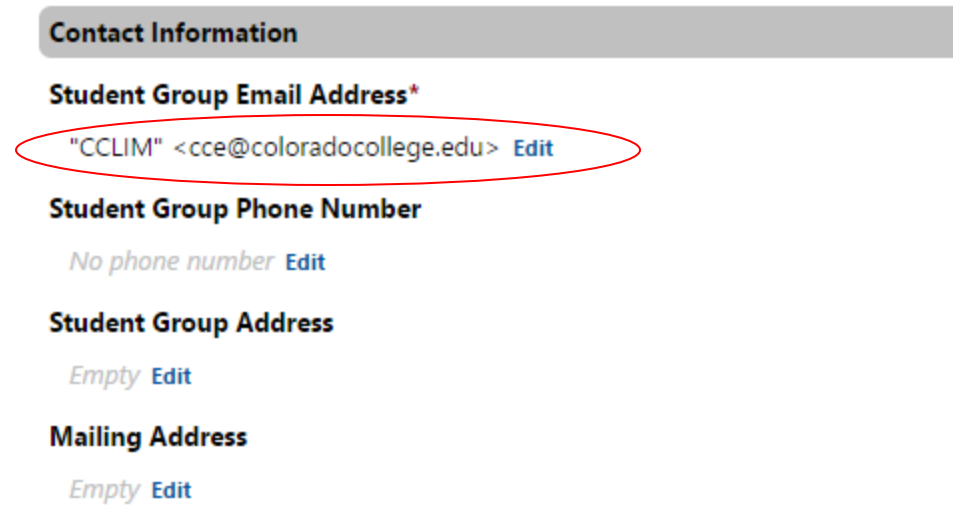 Contact Information
Student Group Email Address*
"CCLIM" <cce@coloradocollege.edu> Edit
Student Group Phone Number
No phone number Edit
Student Group Address
Empty Edit
Mailing Address
Empty Edit